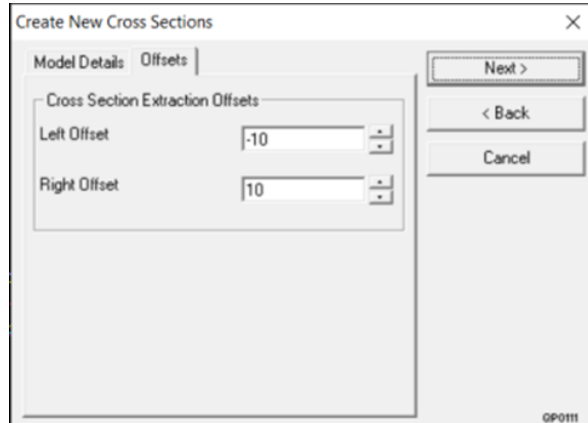 Create New Cross Sections
Model Details Offsets
Cross Section Extraction Offsets
Left Offset -10
Right Offset 10
Next >
< Back
Cancel
GP0111